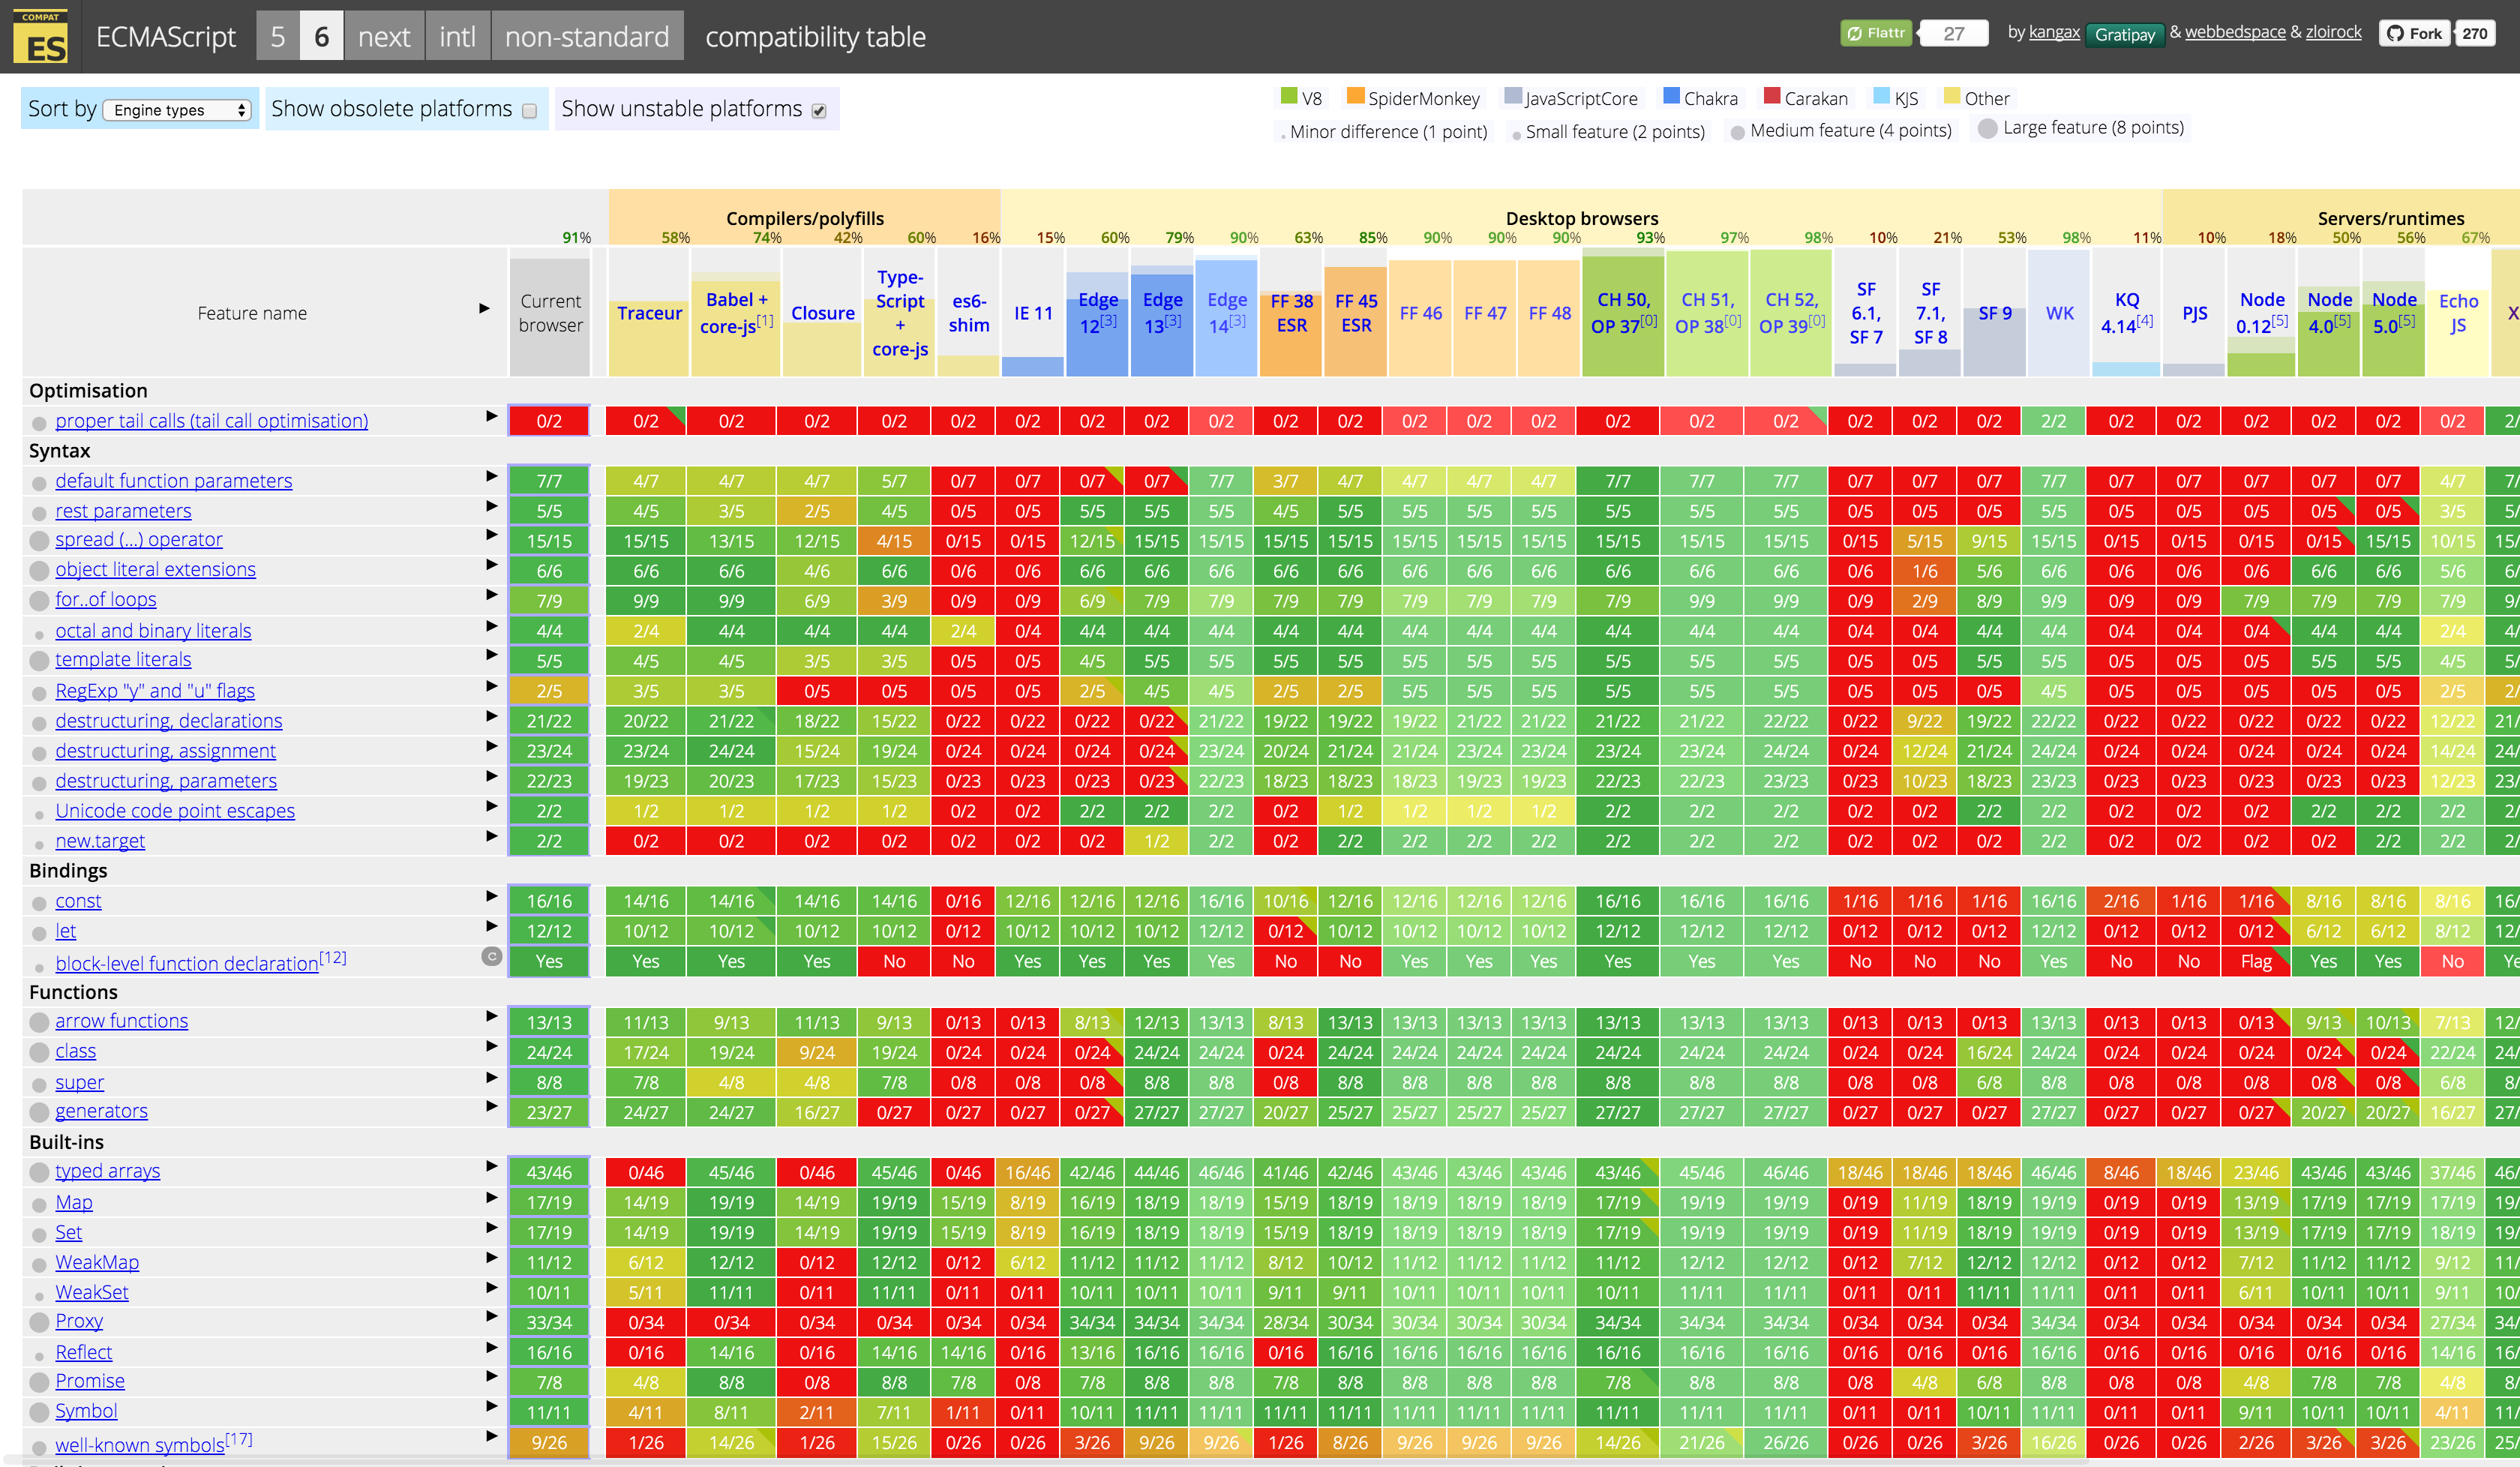 COMPAT
ES
ECMAScript 5 6 next intl non-standard compatibility table
Flattr 27 by kangax Gratipay & webbedspace & zloirock Fork 270
Sort by Engine types Show obsolete platforms Show unstable platforms
V8 SpiderMonkey JavaScriptCore Chakra Carakan KJS Other
Minor difference (1 point) Small feature (2 points) Medium feature (4 points) Large feature (8 points)
Compilers/polyfills Desktop browsers Servers/runtimes
91% 58% 74% 42% 60% 16% 15% 60% 79% 90% 63% 85% 90% 90% 90% 93% 97% 98% 10% 21% 53% 98% 11% 10% 18% 50% 56% 67%
Feature name
Current browser
Traceur
Babel + core-js[1]
Closure
Type-Script + core-js
es6-shim
IE 11
Edge 12[3]
Edge 13[3]
Edge 14[3]
FF 38 ESR
FF 45 ESR
FF 46
FF 47
FF 48
CH 50, OP 37[0]
CH 51, OP 38[0]
CH 52, OP 39[0]
SF 6.1, SF 7
SF 7.1, SF 8
SF 9
WK
KQ 4.14[4]
PJS
Node 0.12[5]
Node 4.0[5]
Node 5.0[5]
Echo JS
X
Optimisation
proper tail calls (tail call optimisation) 0/2 0/2 0/2 0/2 0/2 0/2 0/2 0/2 0/2 0/2 0/2 0/2 0/2 0/2 0/2 0/2 0/2 0/2 0/2 0/2 0/2 2/2 0/2 0/2 0/2 0/2 0/2 0/2 2/
Syntax
default function parameters 7/7 4/7 4/7 4/7 5/7 0/7 0/7 0/7 0/7 7/7 3/7 4/7 4/7 4/7 4/7 7/7 7/7 7/7 0/7 0/7 0/7 7/7 0/7 0/7 0/7 0/7 0/7 4/7 7/
rest parameters 5/5 4/5 3/5 2/5 4/5 0/5 0/5 5/5 5/5 5/5 4/5 5/5 5/5 5/5 5/5 5/5 5/5 5/5 0/5 0/5 0/5 5/5 0/5 0/5 0/5 0/5 0/5 3/5 5/
spread (...) operator 15/15 15/15 13/15 12/15 4/15 0/15 0/15 12/15 15/15 15/15 15/15 15/15 15/15 15/15 15/15 15/15 15/15 15/15 0/15 5/15 9/15 15/15 0/15 0/15 0/15 0/15 15/15 10/15 15/
object literal extensions 6/6 6/6 6/6 4/6 6/6 0/6 0/6 6/6 6/6 6/6 6/6 6/6 6/6 6/6 6/6 6/6 6/6 6/6 0/6 1/6 5/6 6/6 0/6 0/6 0/6 6/6 6/6 5/6 6/
for..of loops 7/9 9/9 9/9 6/9 3/9 0/9 0/9 6/9 7/9 7/9 7/9 7/9 7/9 7/9 7/9 7/9 9/9 9/9 0/9 2/9 8/9 9/9 0/9 0/9 7/9 7/9 7/9 7/9 9/
octal and binary literals 4/4 2/4 4/4 4/4 4/4 2/4 0/4 4/4 4/4 4/4 4/4 4/4 4/4 4/4 4/4 4/4 4/4 4/4 0/4 0/4 4/4 4/4 0/4 0/4 0/4 4/4 4/4 2/4 4/
template literals 5/5 4/5 4/5 3/5 3/5 0/5 0/5 4/5 5/5 5/5 5/5 5/5 5/5 5/5 5/5 5/5 5/5 5/5 0/5 0/5 5/5 5/5 0/5 0/5 0/5 5/5 5/5 4/5 5/
RegExp "y" and "u" flags 2/5 3/5 3/5 0/5 0/5 0/5 0/5 2/5 4/5 4/5 2/5 2/5 5/5 5/5 5/5 5/5 5/5 5/5 0/5 0/5 0/5 4/5 0/5 0/5 0/5 0/5 0/5 2/5 2/
destructuring, declarations 21/22 20/22 21/22 18/22 15/22 0/22 0/22 0/22 0/22 21/22 19/22 19/22 19/22 21/22 21/22 21/22 21/22 22/22 0/22 9/22 19/22 22/22 0/22 0/22 0/22 0/22 0/22 12/22 21/
destructuring, assignment 23/24 23/24 24/24 15/24 19/24 0/24 0/24 0/24 0/24 23/24 20/24 21/24 21/24 23/24 23/24 23/24 23/24 24/24 0/24 12/24 21/24 24/24 0/24 0/24 0/24 0/24 0/24 14/24 24/
destructuring, parameters 22/23 19/23 20/23 17/23 15/23 0/23 0/23 0/23 0/23 22/23 18/23 18/23 18/23 19/23 19/23 22/23 22/23 23/23 0/23 10/23 18/23 23/23 0/23 0/23 0/23 0/23 0/23 12/23 23/
Unicode code point escapes 2/2 1/2 1/2 1/2 1/2 0/2 0/2 2/2 2/2 2/2 0/2 1/2 1/2 1/2 1/2 2/2 2/2 2/2 0/2 0/2 2/2 2/2 0/2 0/2 0/2 2/2 2/2 2/2 2/
new.target 2/2 0/2 0/2 0/2 0/2 0/2 0/2 0/2 1/2 2/2 0/2 2/2 2/2 2/2 2/2 2/2 2/2 2/2 0/2 0/2 0/2 2/2 0/2 0/2 0/2 0/2 2/2 2/2 2/
Bindings
const 16/16 14/16 14/16 14/16 14/16 0/16 12/16 12/16 12/16 16/16 10/16 12/16 12/16 12/16 12/16 16/16 16/16 16/16 1/16 1/16 1/16 16/16 2/16 1/16 1/16 8/16 8/16 8/16 16/
let 12/12 10/12 10/12 10/12 10/12 0/12 10/12 10/12 10/12 12/12 0/12 10/12 10/12 10/12 10/12 12/12 12/12 12/12 0/12 0/12 0/12 12/12 0/12 0/12 0/12 6/12 6/12 8/12 12/
block-level function declaration[12] C Yes Yes Yes Yes No No Yes Yes Yes Yes No No Yes Yes Yes Yes Yes Yes No No No Yes No No Flag Yes Yes No Ye
Functions
arrow functions 13/13 11/13 9/13 11/13 9/13 0/13 0/13 8/13 12/13 13/13 8/13 13/13 13/13 13/13 13/13 13/13 13/13 13/13 0/13 0/13 0/13 13/13 0/13 0/13 0/13 9/13 10/13 7/13 12/
class 24/24 17/24 19/24 9/24 19/24 0/24 0/24 0/24 24/24 24/24 0/24 24/24 24/24 24/24 24/24 24/24 24/24 24/24 0/24 0/24 16/24 24/24 0/24 0/24 0/24 0/24 0/24 22/24 24/
super 8/8 7/8 4/8 4/8 7/8 0/8 0/8 0/8 8/8 8/8 0/8 8/8 8/8 8/8 8/8 8/8 8/8 8/8 0/8 0/8 6/8 8/8 0/8 0/8 0/8 0/8 0/8 6/8 8/
generators 23/27 24/27 24/27 16/27 0/27 0/27 0/27 0/27 27/27 27/27 20/27 25/27 25/27 25/27 25/27 27/27 27/27 27/27 0/27 0/27 0/27 27/27 0/27 0/27 0/27 20/27 20/27 16/27 27/
Built-ins
typed arrays 43/46 0/46 45/46 0/46 45/46 0/46 16/46 42/46 44/46 46/46 41/46 42/46 43/46 43/46 43/46 43/46 45/46 46/46 18/46 18/46 18/46 46/46 8/46 18/46 23/46 43/46 43/46 37/46 46/
Map 17/19 14/19 19/19 14/19 19/19 15/19 8/19 16/19 18/19 18/19 15/19 18/19 18/19 18/19 18/19 17/19 19/19 19/19 0/19 11/19 18/19 19/19 0/19 0/19 13/19 17/19 17/19 17/19 19/
Set 17/19 14/19 19/19 14/19 19/19 15/19 8/19 16/19 18/19 18/19 15/19 18/19 18/19 18/19 18/19 17/19 19/19 19/19 0/19 11/19 18/19 19/19 0/19 0/19 13/19 17/19 17/19 18/19 19/
WeakMap 11/12 6/12 12/12 0/12 12/12 0/12 6/12 11/12 11/12 11/12 8/12 10/12 11/12 11/12 11/12 11/12 12/12 12/12 0/12 7/12 12/12 12/12 0/12 0/12 7/12 11/12 11/12 9/12 11/
WeakSet 10/11 5/11 11/11 0/11 11/11 0/11 0/11 10/11 10/11 10/11 9/11 9/11 10/11 10/11 10/11 10/11 11/11 11/11 0/11 0/11 11/11 11/11 0/11 0/11 6/11 10/11 10/11 9/11 10/
Proxy 33/34 0/34 0/34 0/34 0/34 0/34 0/34 34/34 34/34 34/34 28/34 30/34 30/34 30/34 30/34 34/34 34/34 34/34 0/34 0/34 0/34 34/34 0/34 0/34 0/34 0/34 0/34 27/34 34/
Reflect 16/16 0/16 14/16 0/16 14/16 14/16 0/16 13/16 16/16 16/16 0/16 16/16 16/16 16/16 16/16 16/16 16/16 16/16 0/16 0/16 0/16 16/16 0/16 0/16 0/16 0/16 0/16 14/16 16/
Promise 7/8 4/8 8/8 0/8 8/8 7/8 0/8 7/8 8/8 8/8 7/8 8/8 8/8 8/8 8/8 7/8 8/8 8/8 0/8 4/8 6/8 8/8 0/8 0/8 4/8 7/8 7/8 4/8 8/
Symbol 11/11 4/11 8/11 2/11 7/11 1/11 0/11 10/11 11/11 11/11 11/11 11/11 11/11 11/11 11/11 11/11 11/11 11/11 0/11 0/11 10/11 11/11 0/11 0/11 9/11 10/11 10/11 4/11 11/
well-known symbols[17] 9/26 1/26 14/26 1/26 15/26 0/26 0/26 3/26 9/26 9/26 1/26 8/26 9/26 9/26 9/26 14/26 21/26 26/26 0/26 0/26 3/26 16/26 0/26 0/26 2/26 3/26 3/26 23/26 25/